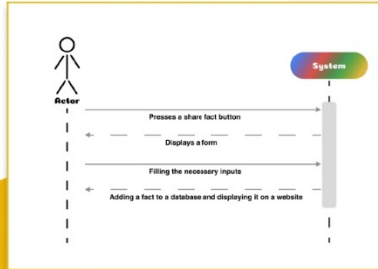 System
Actor
Presses a share fact button
Displays a form
Filling the necessary inputs
Adding a fact to a database and displaying it on a website